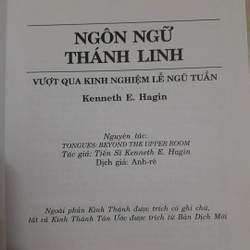 NGÔN NGỮ
THÁNH LINH
VƯỢT QUA KINH NGHIỆM LỄ NGŨ TUẦN
Kenneth E. Hagin
Nguyên tác:
TONGUES: BEYOND THE UPPER ROOM
Tác giả: Tiến Sĩ Kenneth E. Hagin
Dịch giả: Anh-rê
Ngoài phần Kinh Thánh được trích có ghi chú,
tất cả Kinh Thánh Tân Ước được trích từ Bản Dịch Mới